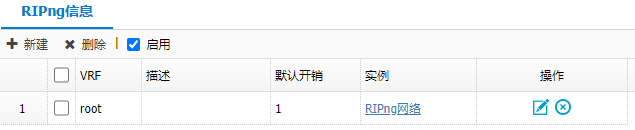 RIPng信息
新建 删除 启用
VRF 描述 默认开销 实例 操作
1 root 1 RIPng网络